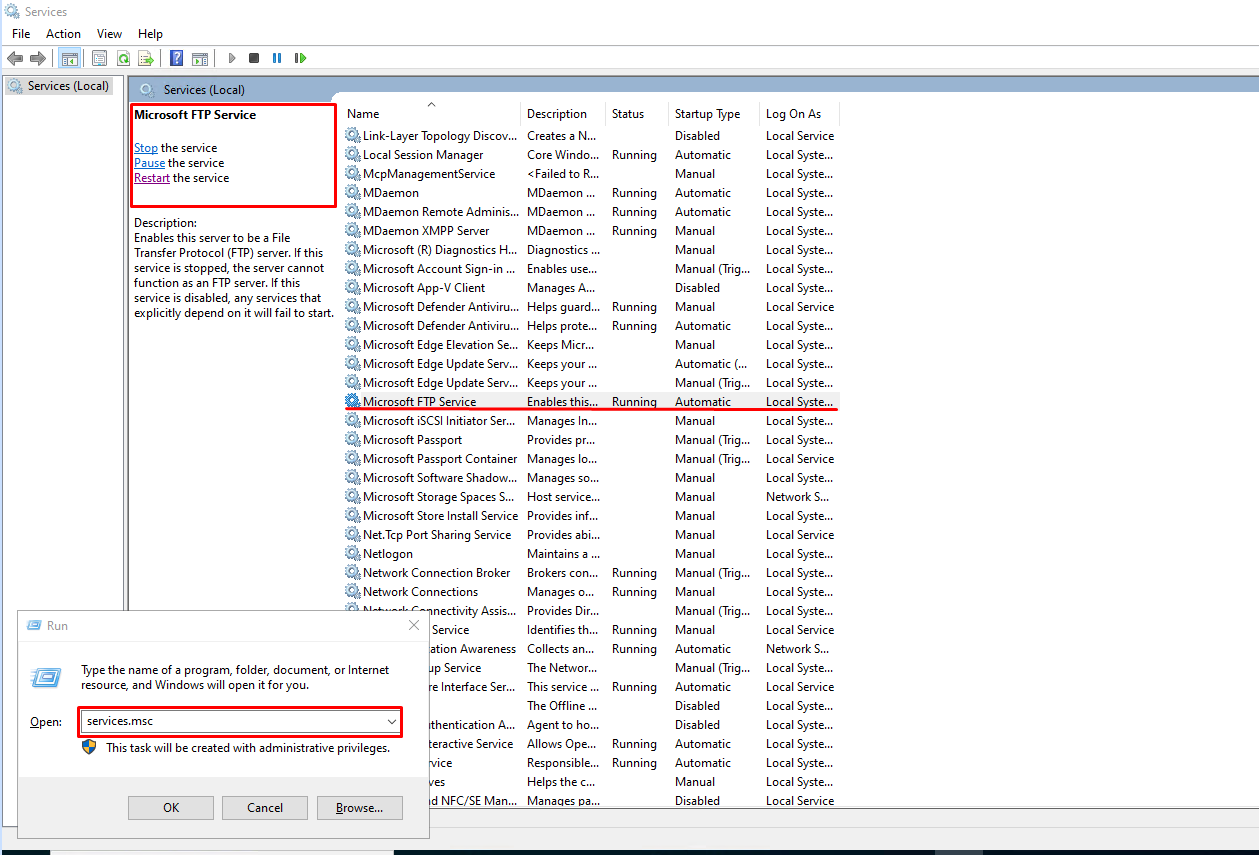 Services
File Action View Help
Services (Local)
Services (Local)
Microsoft FTP Service
Stop the service
Pause the service
Restart the service
Description:
Enables this server to be a File
Transfer Protocol (FTP) server. If this
service is stopped, the server cannot
function as an FTP server. If this
service is disabled, any services that
explicitly depend on it will fail to start.
Name Description Status Startup Type Log On As
Link-Layer Topology Discov... Creates a N... Disabled Local Service
Local Session Manager Core Windo... Running Automatic Local Syste...
McpManagementService <Failed to R... Manual Local Syste...
MDaemon MDaemon ... Running Automatic Local Syste...
MDaemon Remote Adminis... MDaemon ... Running Automatic Local Syste...
MDaemon XMPP Server MDaemon ... Running Manual Local Syste...
Microsoft (R) Diagnostics H... Diagnostics ... Manual Local Syste...
Microsoft Account Sign-in ... Enables use... Manual (Trig... Local Syste...
Microsoft App-V Client Manages A... Disabled Local Syste...
Microsoft Defender Antiviru... Helps guard... Running Manual Local Service
Microsoft Defender Antiviru... Helps prote... Running Automatic Local Syste...
Microsoft Edge Elevation Se... Keeps Micr... Manual Local Syste...
Microsoft Edge Update Serv... Keeps your ... Automatic (... Local Syste...
Microsoft Edge Update Serv... Keeps your ... Manual (Trig... Local Syste...
Microsoft FTP Service Enables this... Running Automatic Local Syste...
Microsoft iSCSI Initiator Ser... Manages In... Manual Local Syste...
Microsoft Passport Provides pr... Manual (Trig... Local Syste...
Microsoft Passport Container Manages lo... Manual (Trig... Local Service
Microsoft Software Shadow... Manages so... Manual Local Syste...
Microsoft Storage Spaces S... Host service... Manual Network S...
Microsoft Store Install Service Provides inf... Manual Local Syste...
Net.Tcp Port Sharing Service Provides abi... Manual Local Service
Netlogon Maintains a ... Manual Local Syste...
Network Connection Broker Brokers con... Running Manual (Trig... Local Syste...
Network Connections Manages o... Running Manual Local Syste...
Network Connectivity Assis... Provides Dir... Manual (Trig... Local Syste...
Service Identifies th... Running Manual Local Service
ation Awareness Collects an... Running Automatic Network S...
up Service The Networ... Manual (Trig... Local Syste...
re Interface Ser... This service ... Running Automatic Local Service
The Offline ... Disabled Local Syste...
uthentication A... Agent to ho... Disabled Local Syste...
teractive Service Allows Ope... Running Automatic Local Syste...
rvice Responsible... Running Automatic Local Syste...
ves Helps the c... Manual Local Syste...
nd NFC/SE Man... Manages pa... Disabled Local Service
Run
Type the name of a program, folder, document, or Internet
resource, and Windows will open it for you.
Open: services.msc
This task will be created with administrative privileges.
OK Cancel Browse...